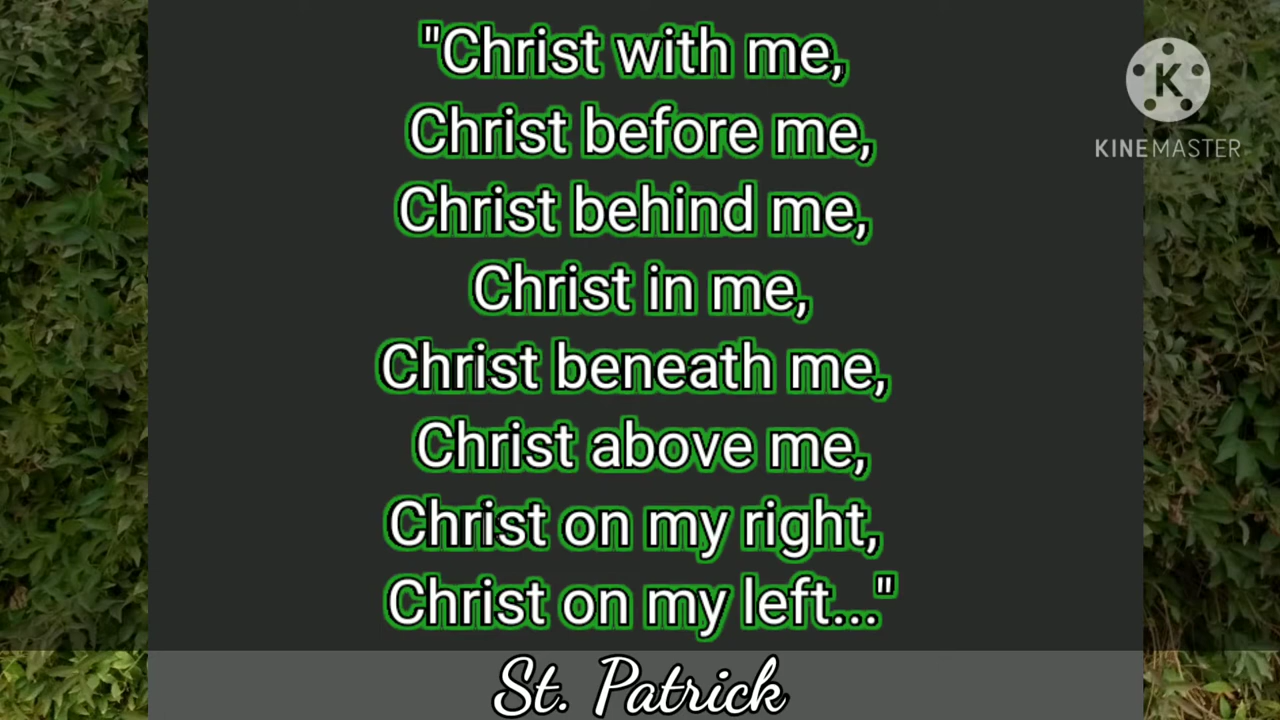 "Christ with me,
Christ before me,
Christ behind me,
Christ in me,
Christ beneath me,
Christ above me,
Christ on my right,
Christ on my left..."
St. Patrick
K
KINEMASTER